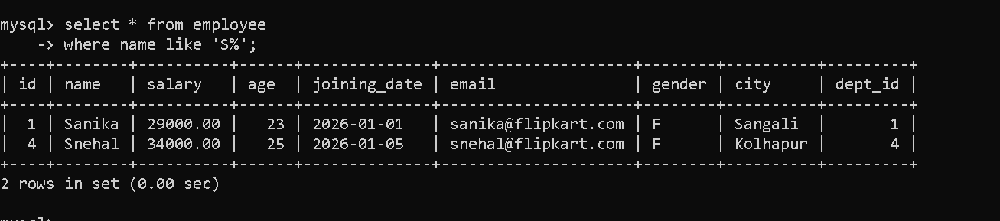 mysql> select * from employee
    -> where name like 'S%';
+----+--------+----------+------+--------------+---------------------+--------+----------+---------+
| id | name   | salary   | age  | joining_date | email               | gender | city     | dept_id |
+----+--------+----------+------+--------------+---------------------+--------+----------+---------+
|  1 | Sanika | 29000.00 |   23 | 2026-01-01   | sanika@flipkart.com | F      | Sangali  |       1 |
|  4 | Snehal | 34000.00 |   25 | 2026-01-05   | snehal@flipkart.com | F      | Kolhapur |       4 |
+----+--------+----------+------+--------------+---------------------+--------+----------+---------+
2 rows in set (0.00 sec)
mysql>